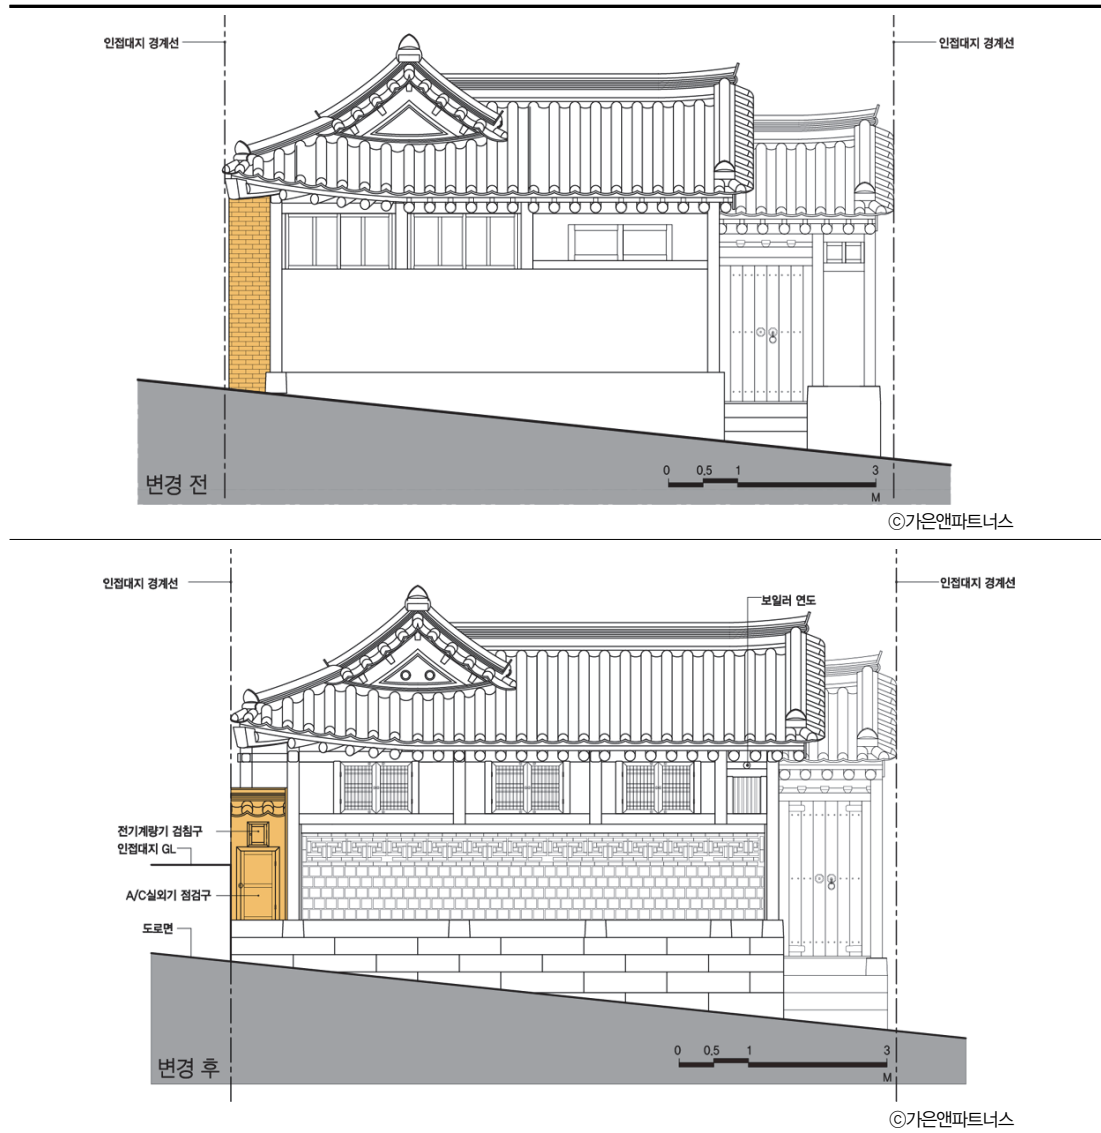 인접대지 경계선
인접대지 경계선
0 0.5 1 3
M
변경 전
ⓒ가은앤파트너스
인접대지 경계선
인접대지 경계선
보일러 연도
전기계량기 검침구
인접대지 GL
A/C실외기 점검구
도로면
0 0.5 1 3
M
변경 후
ⓒ가은앤파트너스